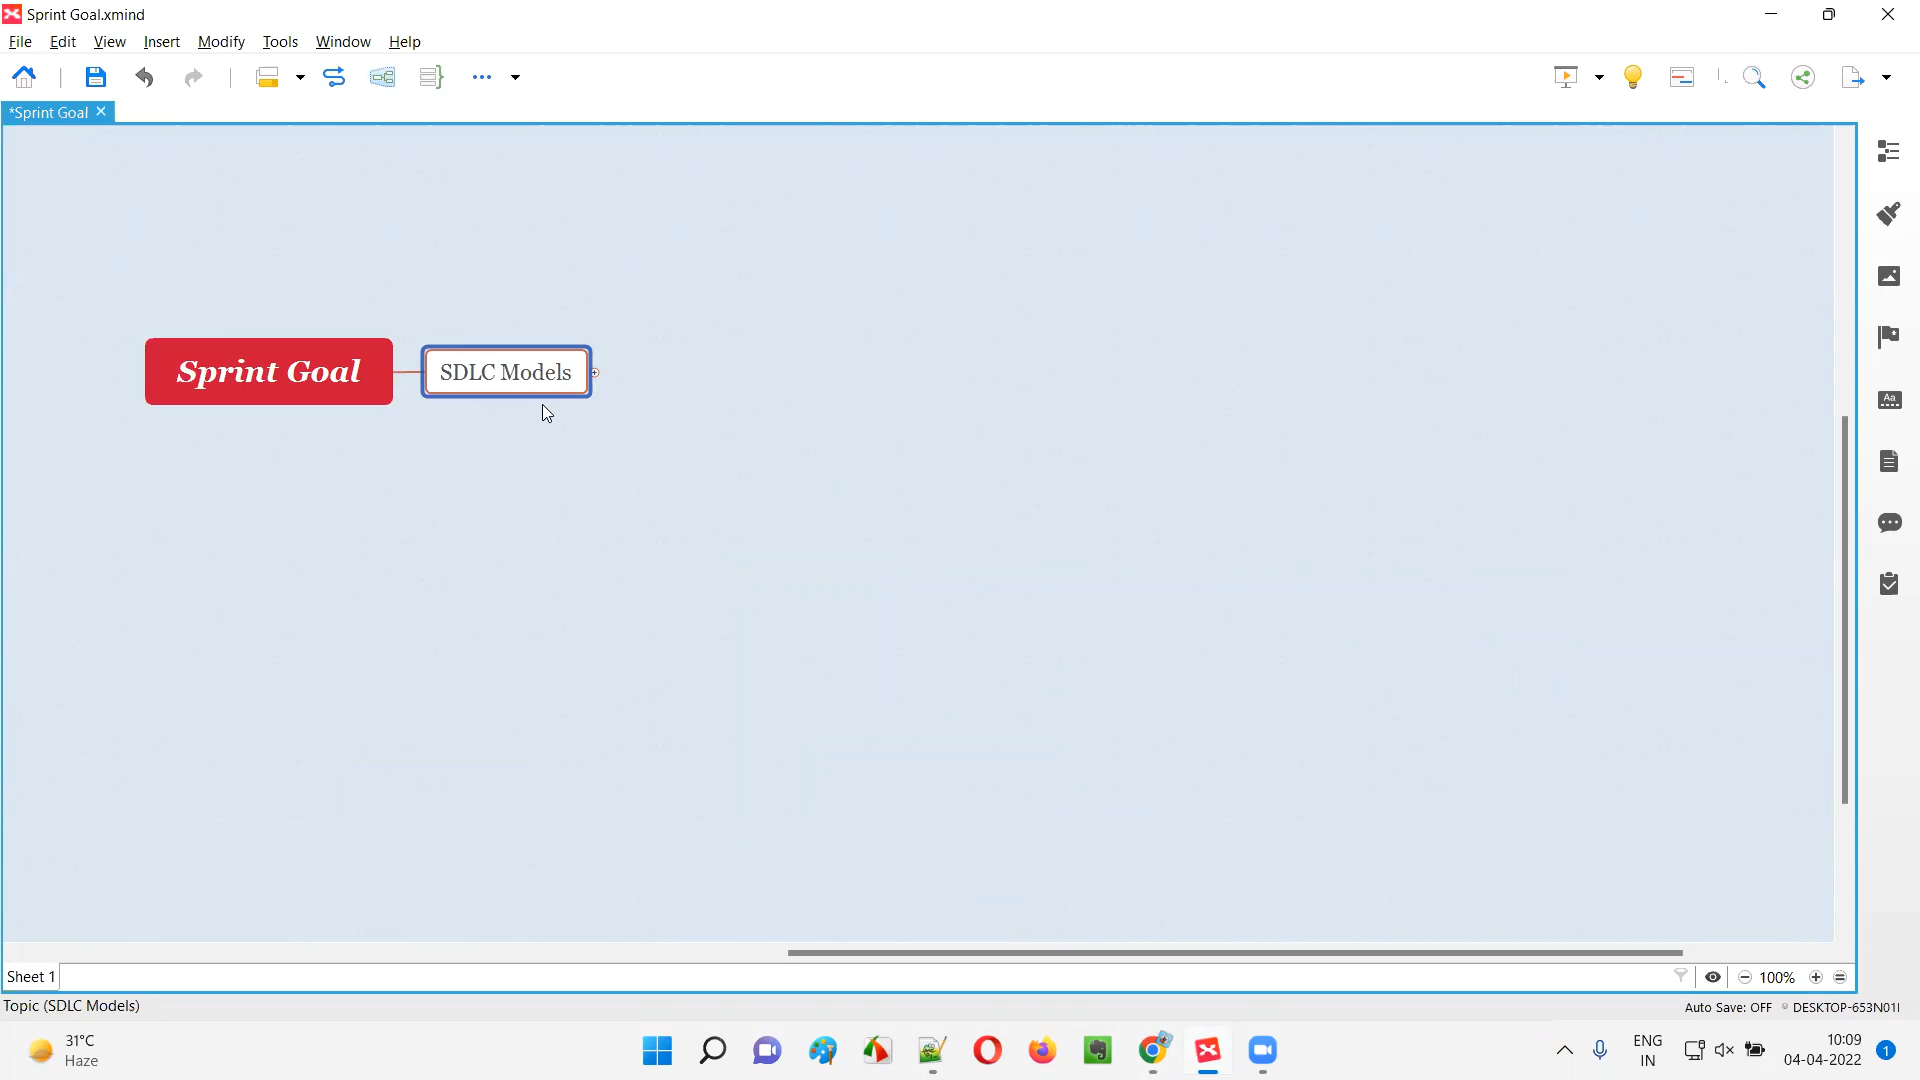 Sprint Goal.xmind
File Edit View Insert Modify Tools Window Help
*Sprint Goal
Sprint Goal
SDLC Models
Aa
Sheet 1
100%
Topic (SDLC Models)
Auto Save: OFF
DESKTOP-653N01I
31°C
Haze
ENG
IN
10:09
04-04-2022
1